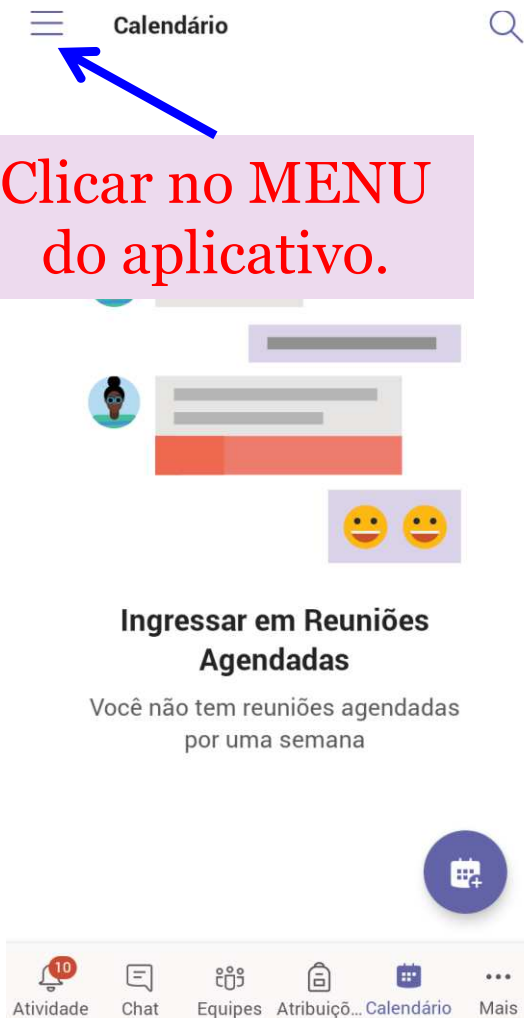 Calendário
Clicar no MENU
do aplicativo.
Ingressar em Reuniões
Agendadas
Você não tem reuniões agendadas
por uma semana
10
Atividade Chat Equipes Atribuiçõ... Calendário Mais